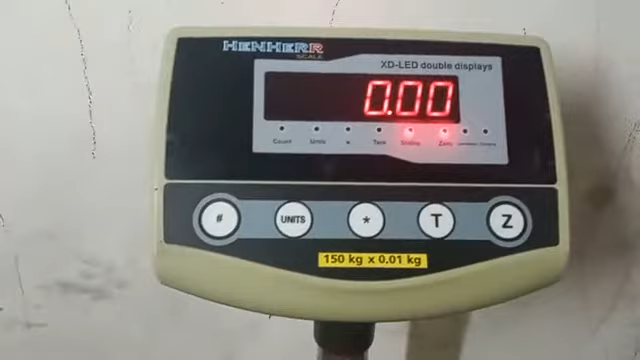 HENHERR
SCALE
XD-LED double displays
0.00
Count Units * Tare Stable Zero
# UNITS * T Z
150 kg x 0.01 kg